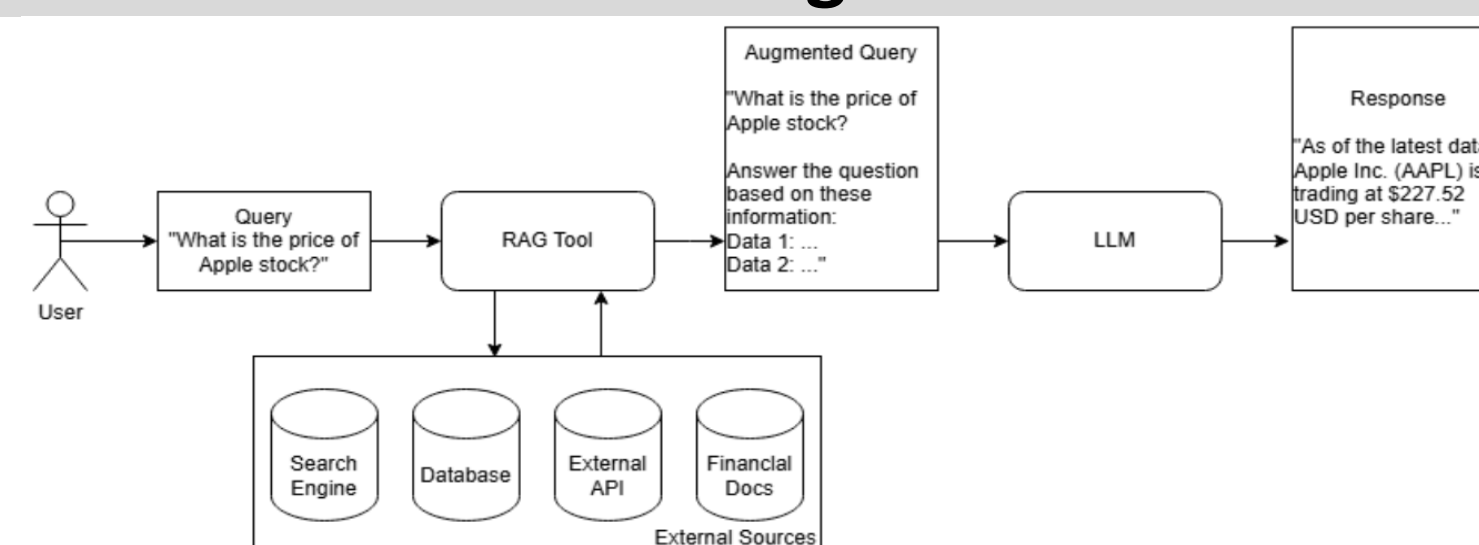 Augmented Query
"What is the price of
Apple stock?
Answer the question
based on these
information:
Data 1: ...
Data 2: ..."
Response
"As of the latest
Apple Inc. (AAPL) is
trading at $227.52
USD per share..."
Query
"What is the price of
Apple stock?"
RAG Tool
LLM
User
Search
Engine
Database
External
API
Financial
Docs
External Sources